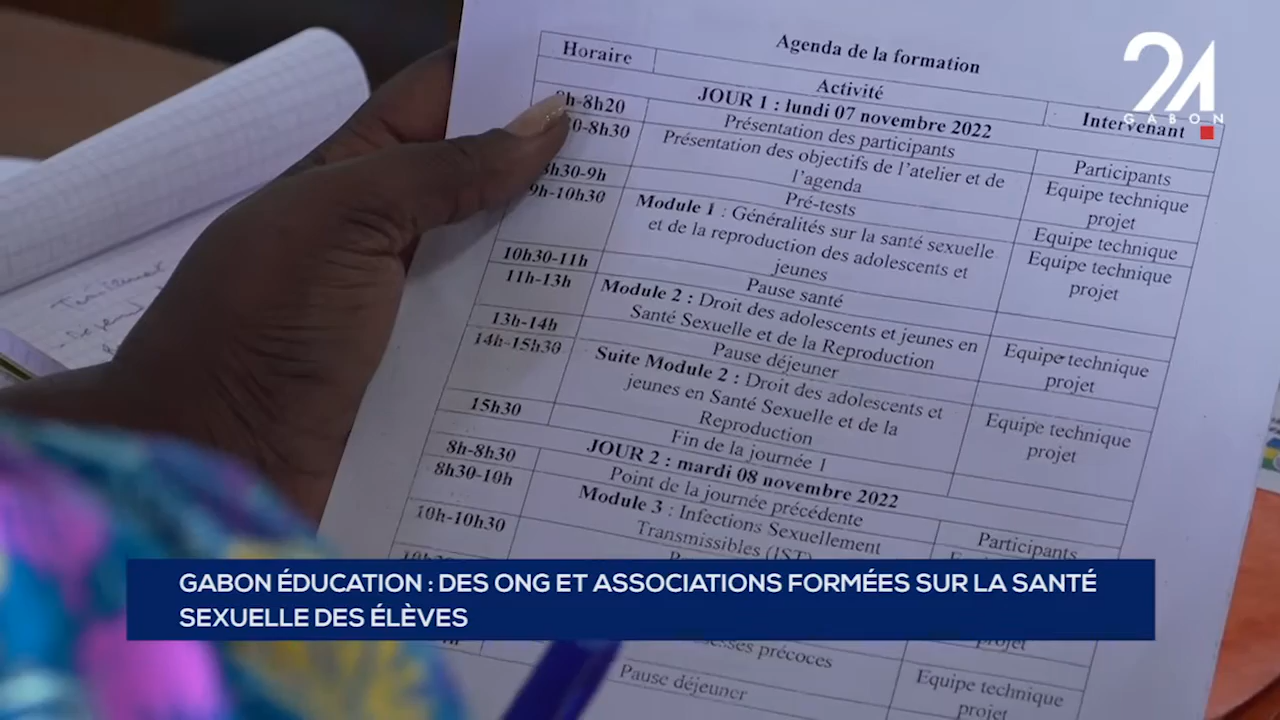 24
GABON
Agenda de la formation
Horaire
Activité
Intervenant
JOUR 1 : lundi 07 novembre 2022
8h-8h20
Présentation des participants
Participants
0-8h30
Présentation des objectifs de l'atelier et de
l'agenda
Equipe technique
projet
8h30-9h
Pré-tests
Equipe technique
9h-10h30
Module 1 : Généralités sur la santé sexuelle
et de la reproduction des adolescents et
jeunes
Equipe technique
projet
10h30-11h
Pause santé
11h-13h
Module 2 : Droit des adolescents et jeunes en
Santé Sexuelle et de la Reproduction
Equipe technique
projet
13h-14h
Pause déjeuner
14h-15h30
Suite Module 2 : Droit des adolescents et
jeunes en Santé Sexuelle et de la
Reproduction
Equipe technique
projet
15h30
Fin de la journée 1
JOUR 2 : mardi 08 novembre 2022
8h-8h30
Point de la journée précédente
Participants
8h30-10h
Module 3 : Infections Sexuellement
Transmissibles (IST)
10h-10h30
GABON ÉDUCATION : DES ONG ET ASSOCIATIONS FORMÉES SUR LA SANTÉ
SEXUELLE DES ÉLÈVES
précoces
projet
Pause déjeuner
Equipe technique
projet